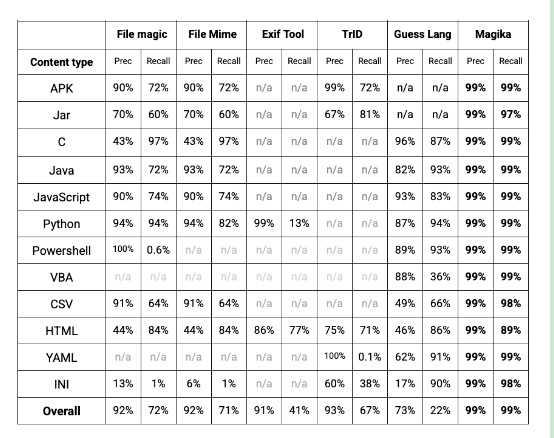 File magic File Mime Exif Tool TrID Guess Lang Magika
Content type Prec Recall Prec Recall Prec Recall Prec Recall Prec Recall Prec Recall
APK 90% 72% 90% 72% n/a n/a 99% 72% n/a n/a 99% 99%
Jar 70% 60% 70% 60% n/a n/a 67% 81% n/a n/a 99% 97%
C 43% 97% 43% 97% n/a n/a n/a n/a 96% 87% 99% 99%
Java 93% 72% 93% 72% n/a n/a n/a n/a 82% 93% 99% 99%
JavaScript 90% 74% 90% 74% n/a n/a n/a n/a 93% 83% 99% 99%
Python 94% 94% 94% 82% 99% 13% n/a n/a 87% 94% 99% 99%
Powershell 100% 0.6% n/a n/a n/a n/a n/a n/a 89% 93% 99% 99%
VBA n/a n/a n/a n/a n/a n/a n/a n/a 88% 36% 99% 99%
CSV 91% 64% 91% 64% n/a n/a n/a n/a 49% 66% 99% 98%
HTML 44% 84% 44% 84% 86% 77% 75% 71% 46% 86% 99% 89%
YAML n/a n/a n/a n/a n/a n/a 100% 0.1% 62% 91% 99% 99%
INI 13% 1% 6% 1% n/a n/a 60% 38% 17% 90% 99% 98%
Overall 92% 72% 92% 71% 91% 41% 93% 67% 73% 22% 99% 99%